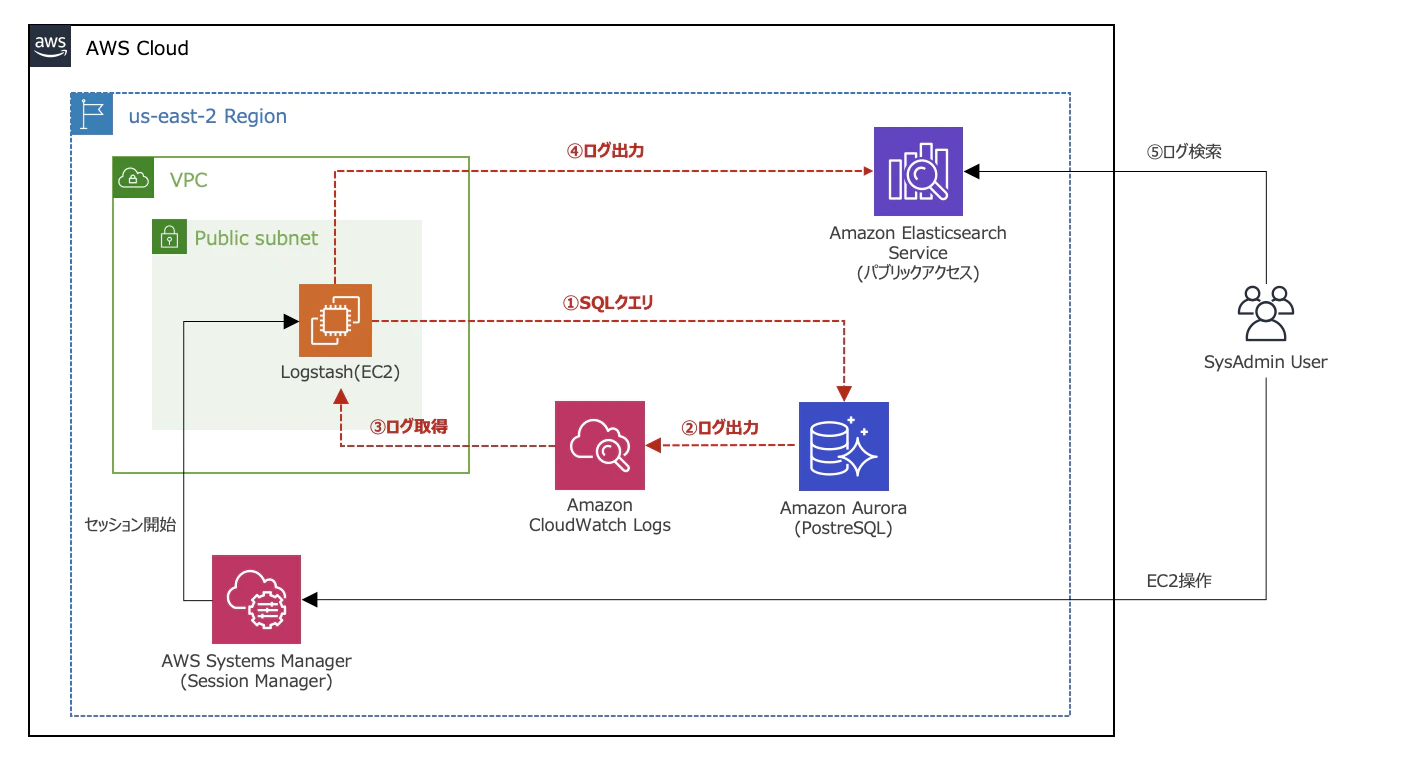 aws
AWS Cloud
us-east-2 Region
④ログ出力
⑤ログ検索
VPC
Public subnet
Amazon Elasticsearch
Service
(パブリックアクセス)
①SQLクエリ
Logstash(EC2)
SysAdmin User
③ログ取得
②ログ出力
Amazon
CloudWatch Logs
Amazon Aurora
(PostreSQL)
セッション開始
EC2操作
AWS Systems Manager
(Session Manager)